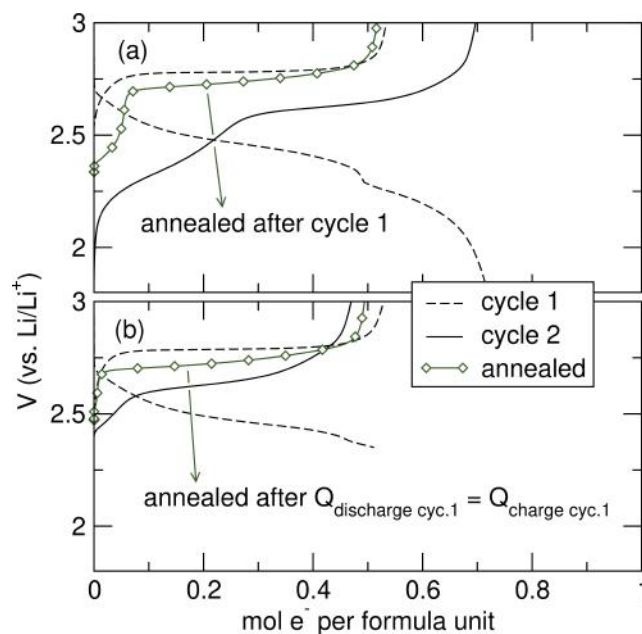 (a)
3
2.5
2
annealed after cycle 1
V (vs. Li/Li+)
cycle 1
cycle 2
annealed
(b)
3
2.5
2
annealed after Qdischarge cyc.1 = Qcharge cyc.1
0 0.2 0.4 0.6 0.8 1
mol e- per formula unit